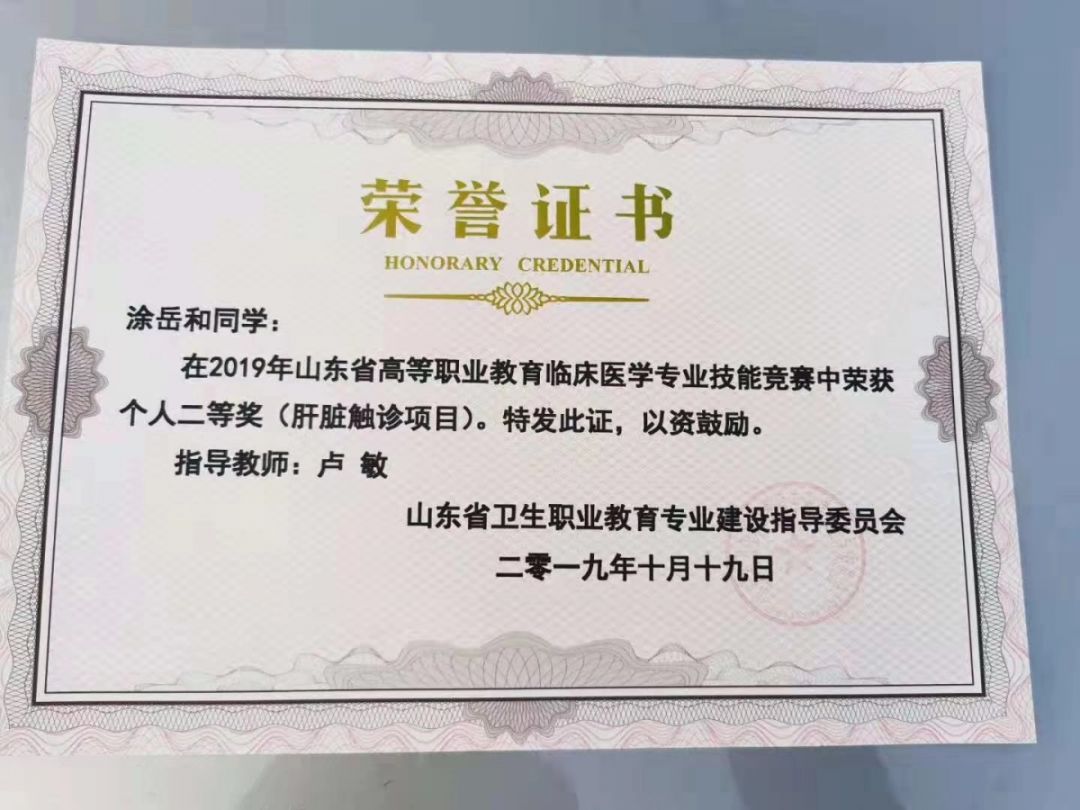 荣誉证书
HONORARY CREDENTIAL
涂岳和同学：
在2019年山东省高等职业教育临床医学专业技能竞赛中荣获
个人二等奖（肝脏触诊项目）。特发此证，以资鼓励。
指导教师：卢 敏
山东省卫生职业教育专业建设指导委员会
二零一九年十月十九日